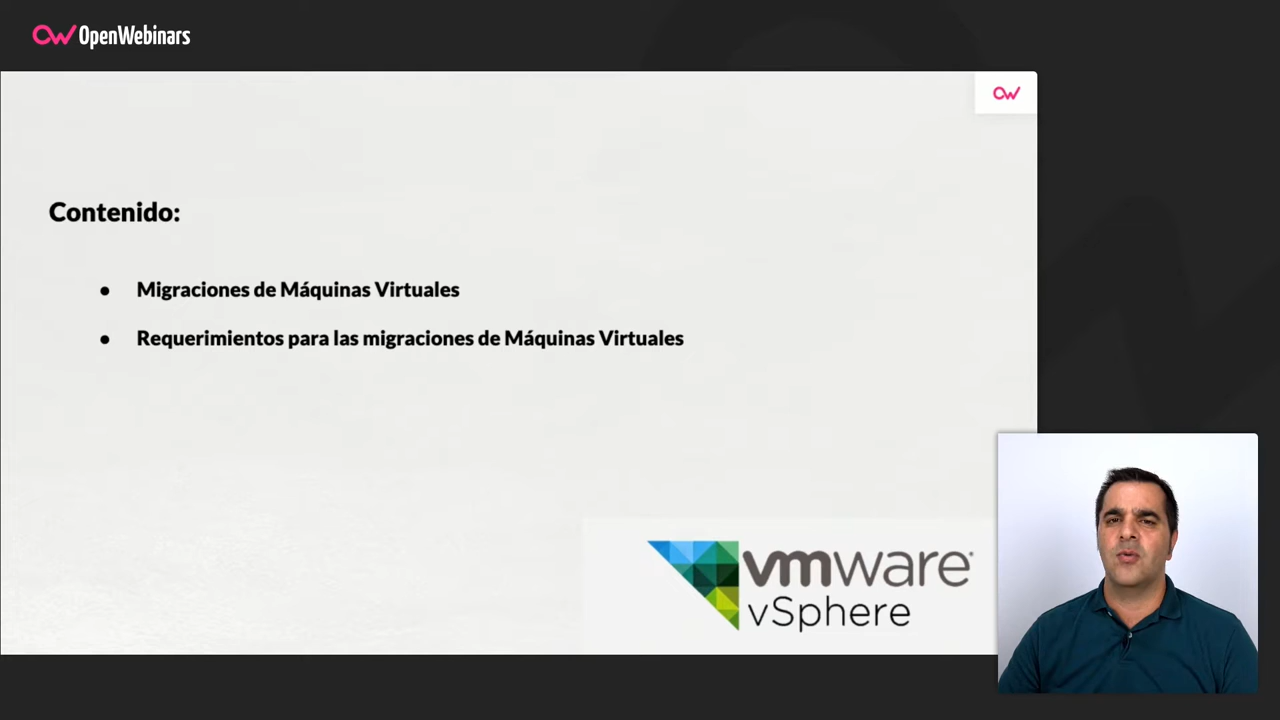 OpenWebinars
Contenido:
● Migraciones de Máquinas Virtuales
● Requerimientos para las migraciones de Máquinas Virtuales
vmware®
vSphere